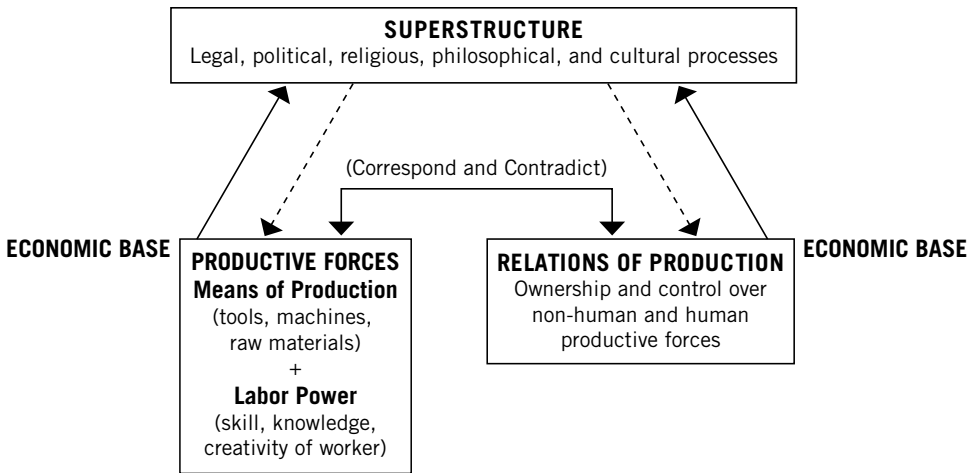 SUPERSTRUCTURE
Legal, political, religious, philosophical, and cultural processes
(Correspond and Contradict)
ECONOMIC BASE
PRODUCTIVE FORCES
Means of Production
(tools, machines,
raw materials)
+
Labor Power
(skill, knowledge,
creativity of worker)
RELATIONS OF PRODUCTION
Ownership and control over
non-human and human
productive forces
ECONOMIC BASE